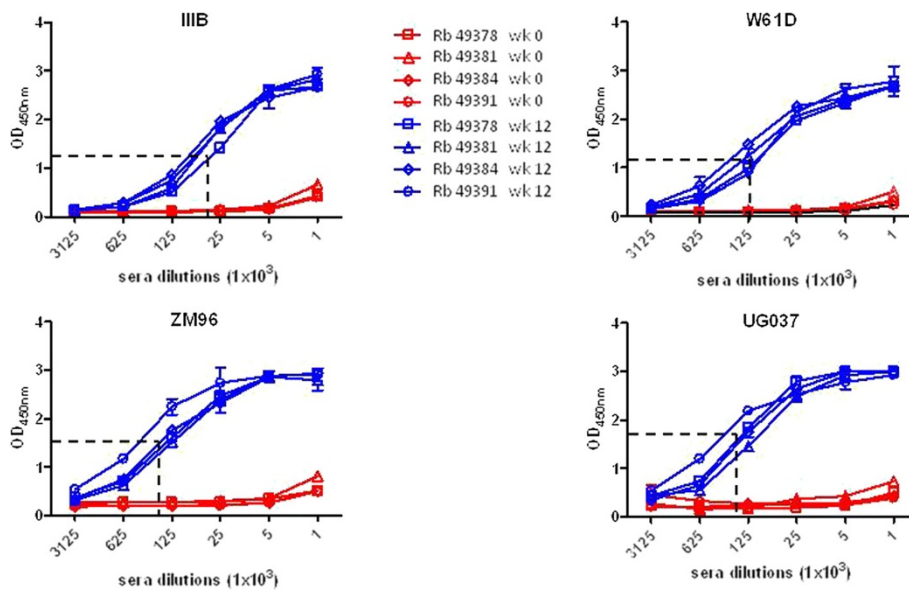 IIIB
4
3
2
1
0
OD450nm
3125 625 125 25 5 1
sera dilutions (1x10³)
Rb 49378 wk 0
Rb 49381 wk 0
Rb 49384 wk 0
Rb 49391 wk 0
Rb 49378 wk 12
Rb 49381 wk 12
Rb 49384 wk 12
Rb 49391 wk 12
W61D
4
3
2
1
0
OD450nm
3125 625 125 25 5 1
sera dilutions (1x10³)
ZM96
4
3
2
1
0
OD450nm
3125 625 125 25 5 1
sera dilutions (1x10³)
UG037
4
3
2
1
0
OD450nm
3125 625 125 25 5 1
sera dilutions (1x10³)